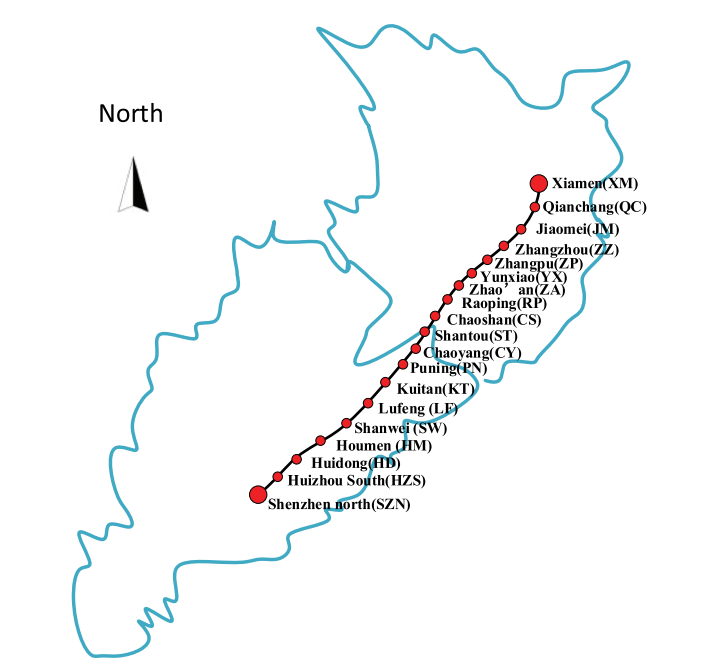 North
Xiamen(XM)
Qianchang(QC)
Jiaomei(JM)
Zhangzhou(ZZ)
Zhangpu(ZP)
Yunxiao(YX)
Zhao’an(ZA)
Raoping(RP)
Chaoshan(CS)
Shantou(ST)
Chaoyang(CY)
Puning(PN)
Kuitan(KT)
Lufeng (LF)
Shanwei (SW)
Houmen (HM)
Huidong(HD)
Huizhou South(HZS)
Shenzhen north(SZN)